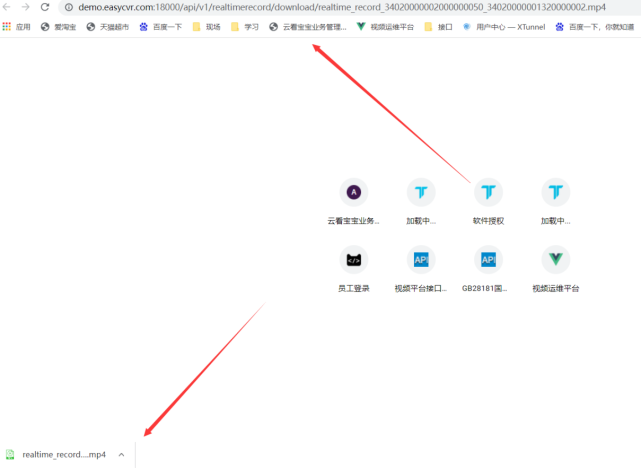 demo.easycvr.com:18000/api/v1/realtimerecord/download/realtime_record_34020000002000000050_34020000001320000002.mp4
应用 爱淘宝 天猫超市 百度一下 现场 学习 云看宝宝业务管理... 视频运维平台 接口 用户中心 — XTunnel 百度一下，你就知道
A
云看宝宝业务... 加载中... 软件授权 加载中...
</> API API
员工登录 视频平台接口... GB28181国... 视频运维平台
realtime_record....mp4